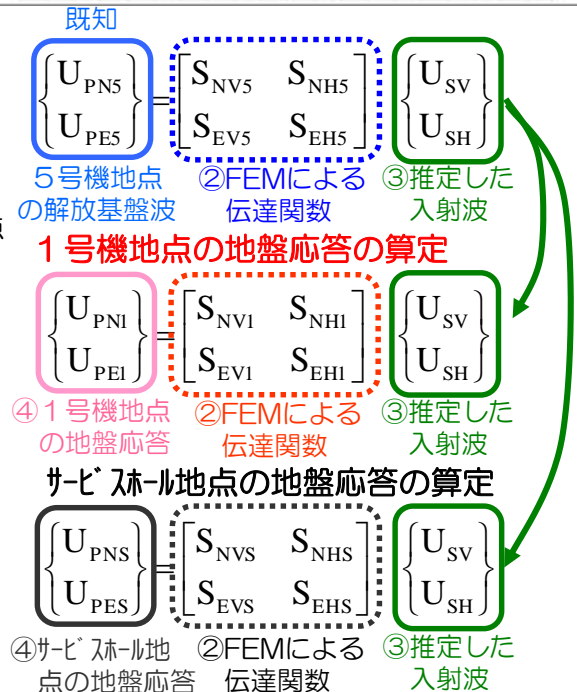 既知
{U_PN5 U_PE5} = [S_NV5 S_NH5 S_EV5 S_EH5] {U_SV U_SH}
5号機地点 ②FEMによる ③推定した
の解放基盤波 伝達関数 入射波
点
1号機地点の地盤応答の算定
{U_PN1 U_PE1} = [S_NV1 S_NH1 S_EV1 S_EH1] {U_SV U_SH}
④1号機地点 ②FEMによる ③推定した
の地盤応答 伝達関数 入射波
サービスホール地点の地盤応答の算定
{U_PNS U_PES} = [S_NVS S_NHS S_EVS S_EHS] {U_SV U_SH}
④サービスホール地 ②FEMによる ③推定した
点の地盤応答 伝達関数 入射波